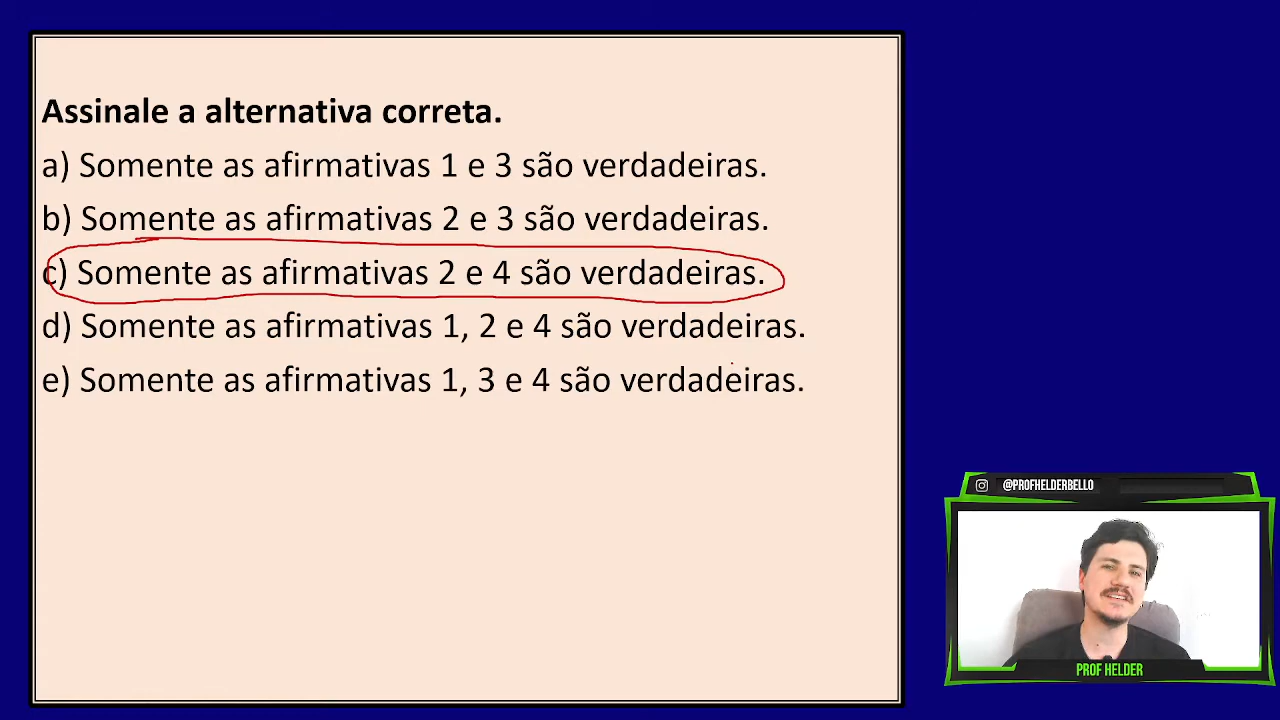 Assinale a alternativa correta.
a) Somente as afirmativas 1 e 3 são verdadeiras.
b) Somente as afirmativas 2 e 3 são verdadeiras.
c) Somente as afirmativas 2 e 4 são verdadeiras.
d) Somente as afirmativas 1, 2 e 4 são verdadeiras.
e) Somente as afirmativas 1, 3 e 4 são verdadeiras.
@PROFHELDERBELLO
PROF HELDER